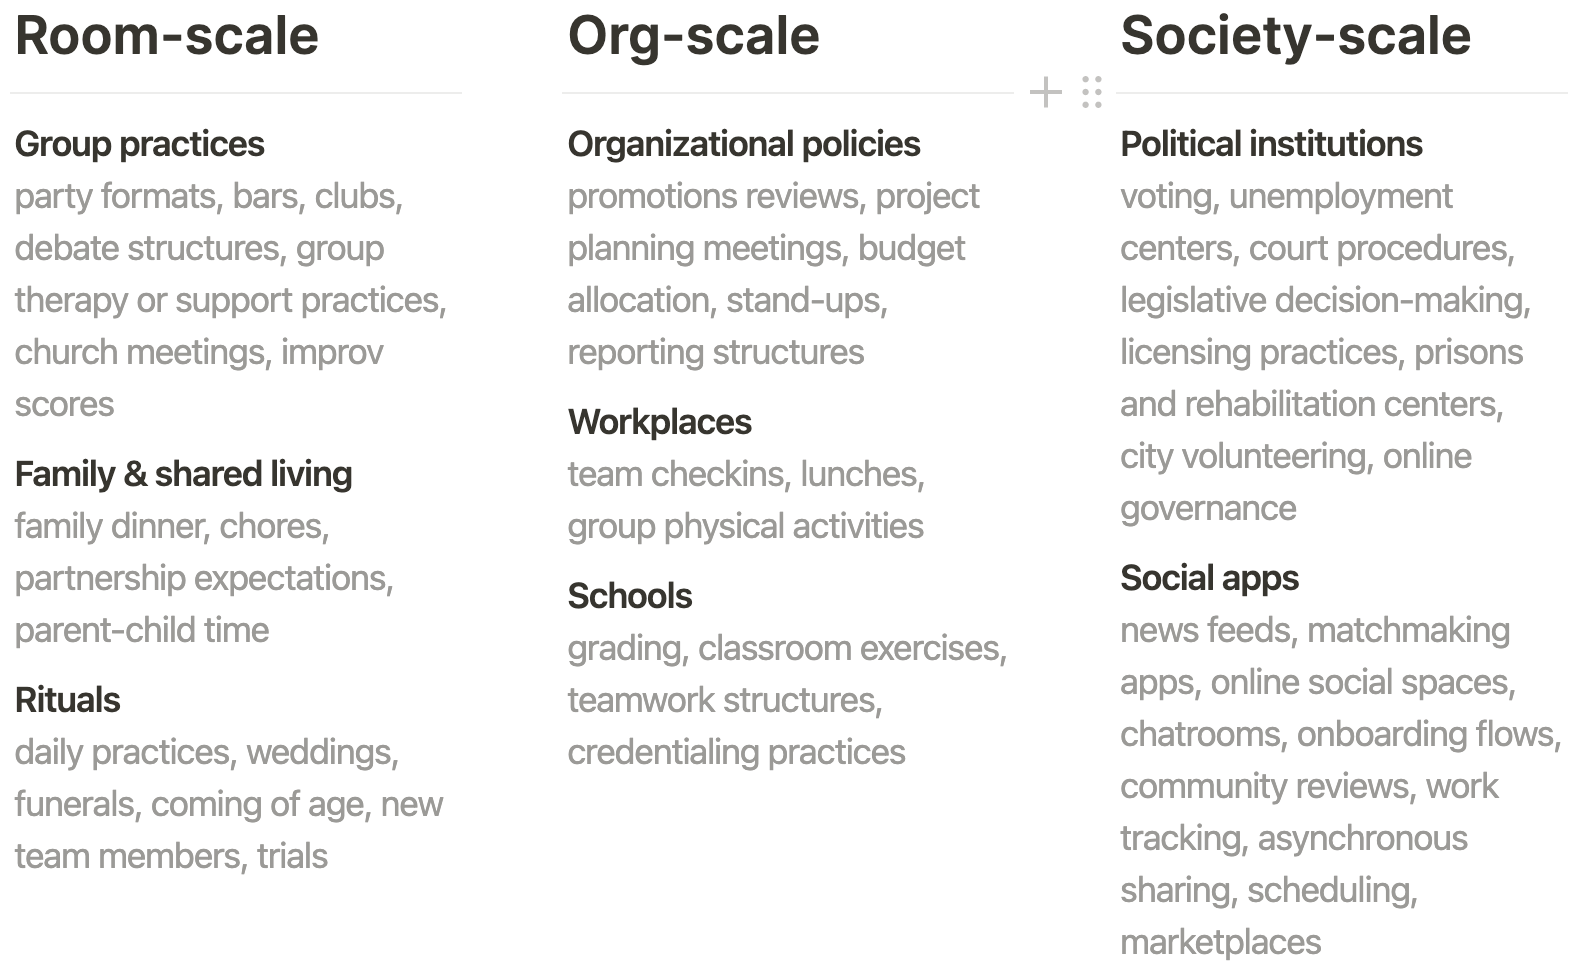 Room-scale
Group practices
party formats, bars, clubs,
debate structures, group
therapy or support practices,
church meetings, improv
scores
Family & shared living
family dinner, chores,
partnership expectations,
parent-child time
Rituals
daily practices, weddings,
funerals, coming of age, new
team members, trials
Org-scale
Organizational policies
promotions reviews, project
planning meetings, budget
allocation, stand-ups,
reporting structures
Workplaces
team checkins, lunches,
group physical activities
Schools
grading, classroom exercises,
teamwork structures,
credentialing practices
Society-scale
Political institutions
voting, unemployment
centers, court procedures,
legislative decision-making,
licensing practices, prisons
and rehabilitation centers,
city volunteering, online
governance
Social apps
news feeds, matchmaking
apps, online social spaces,
chatrooms, onboarding flows,
community reviews, work
tracking, asynchronous
sharing, scheduling,
marketplaces